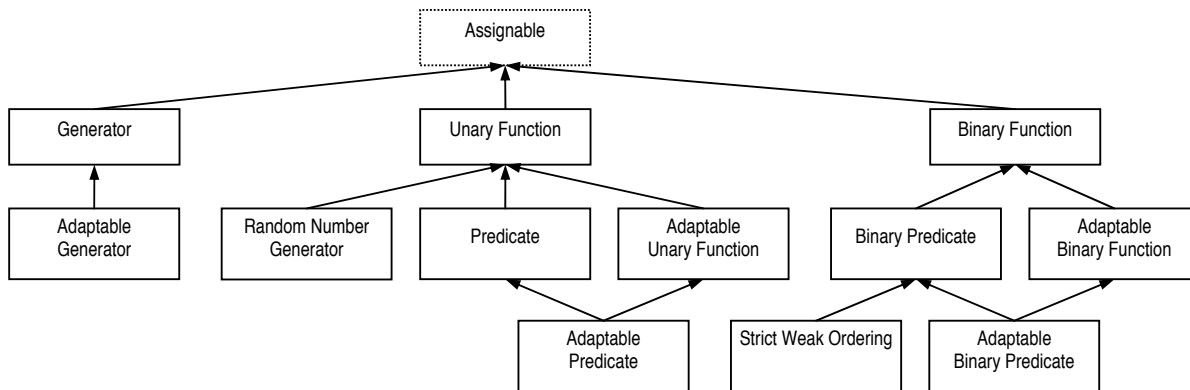 Assignable
Generator
Unary Function
Binary Function
Adaptable
Generator
Random Number
Generator
Predicate
Adaptable
Unary Function
Binary Predicate
Adaptable
Binary Function
Adaptable
Predicate
Strict Weak Ordering
Adaptable
Binary Predicate